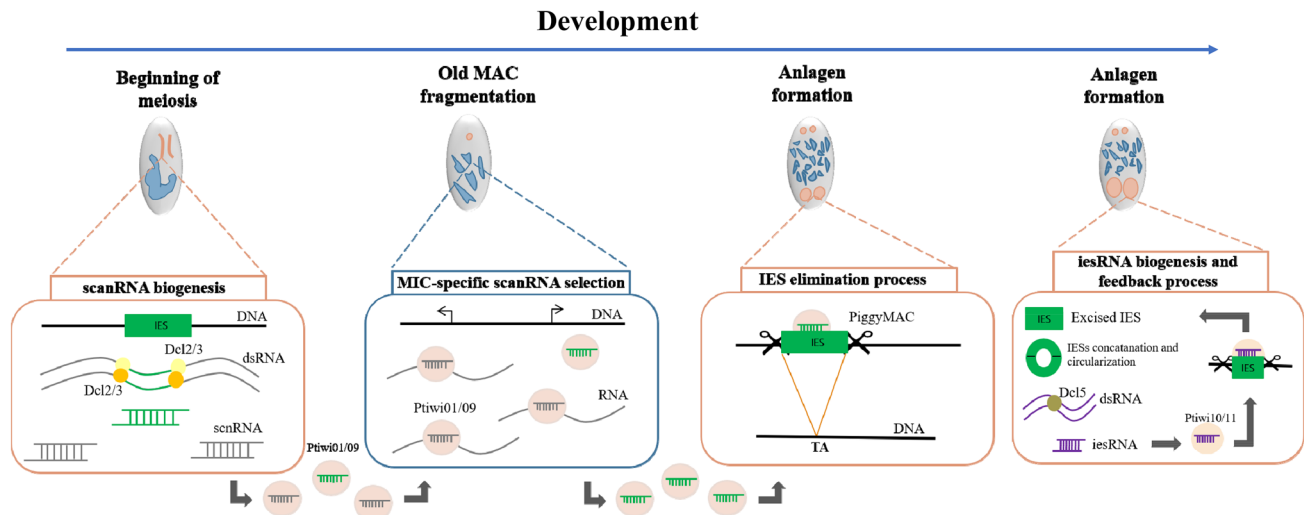 Development
Beginning of
meiosis
Old MAC
fragmentation
Anlagen
formation
Anlagen
formation
scanRNA biogenesis
IES
DNA
Dcl2/3
dsRNA
Dcl2/3
scnRNA
Ptiwi01/09
MIC-specific scanRNA selection
DNA
RNA
Ptiwi01/09
IES elimination process
PiggyMAC
IES
DNA
TA
iesRNA biogenesis and
feedback process
IES
Excised IES
IESs concatanation and
circularization
IES
Dcl5
dsRNA
Ptiwi10/11
iesRNA